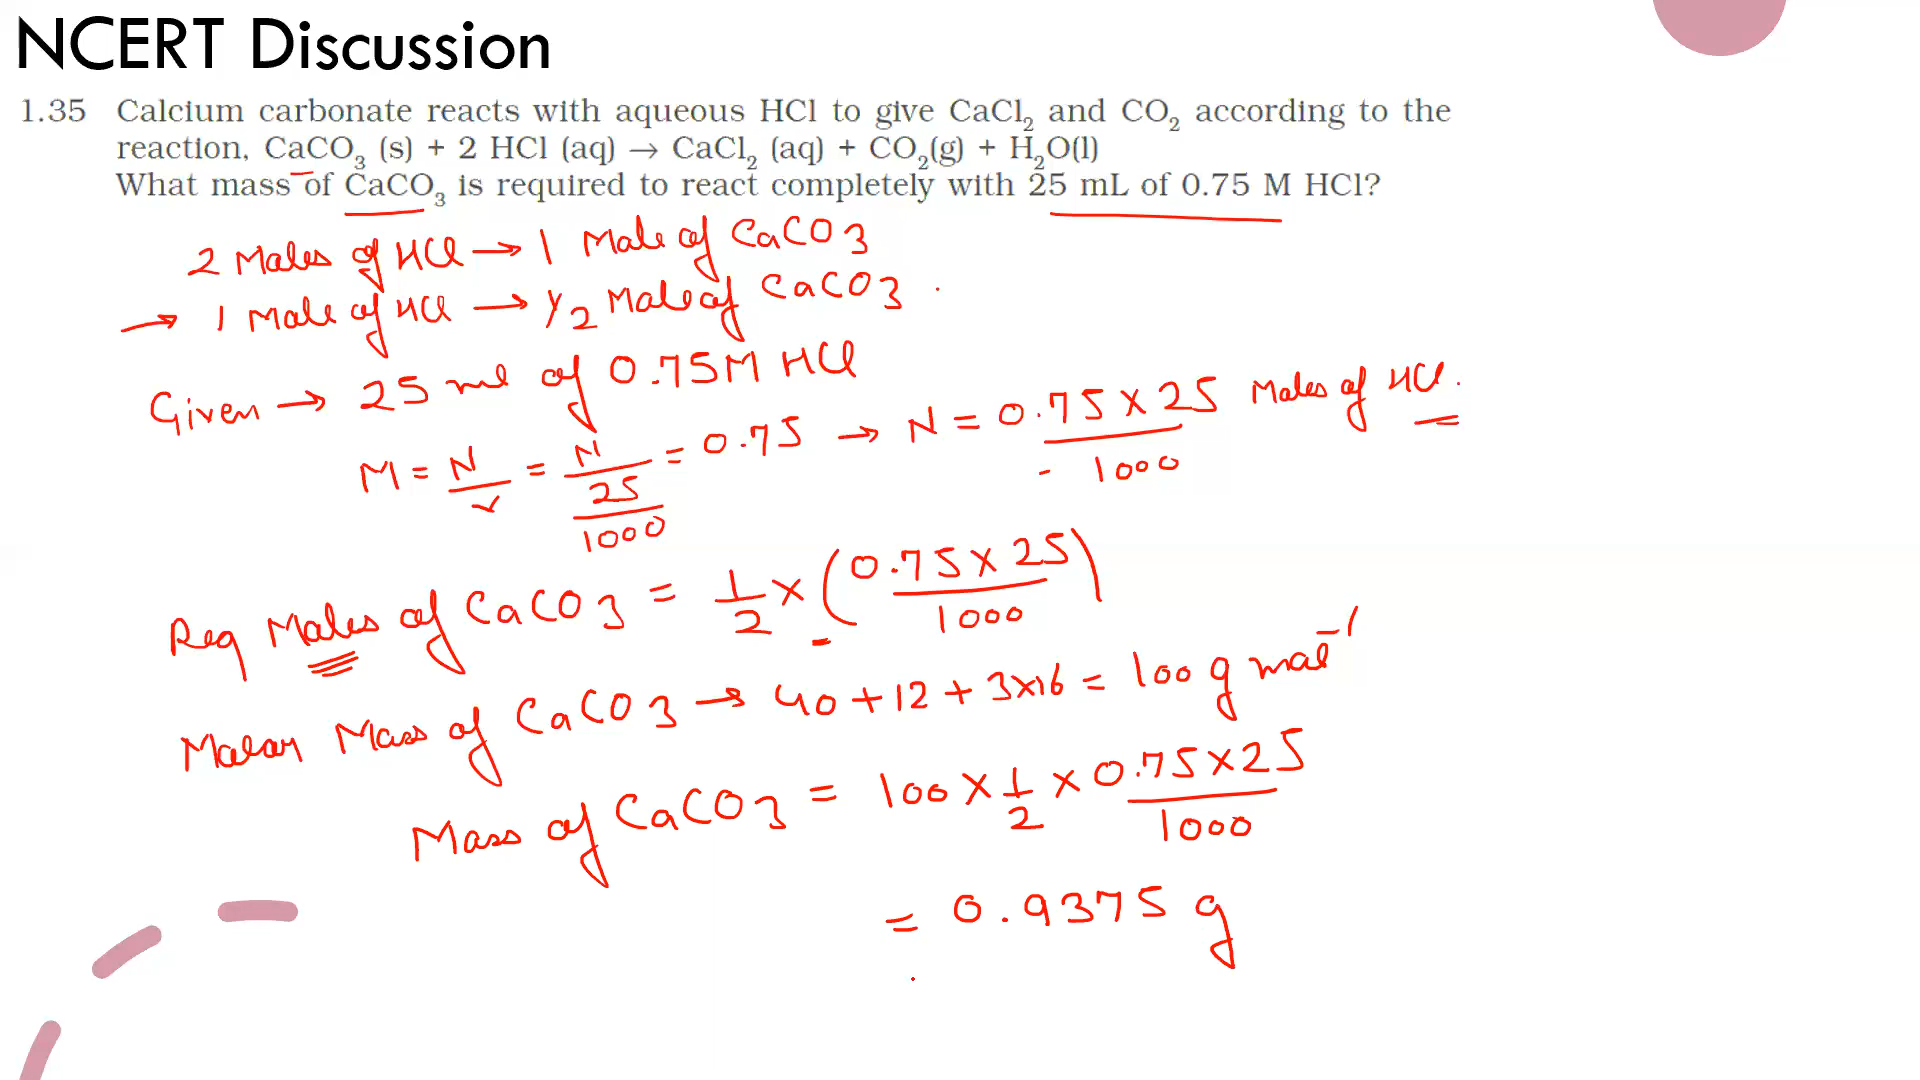 NCERT Discussion
1.35 Calcium carbonate reacts with aqueous HCl to give CaCl₂ and CO₂ according to the
reaction, CaCO₃ (s) + 2 HCl (aq) → CaCl₂ (aq) + CO₂(g) + H₂O(l)
What mass of CaCO₃ is required to react completely with 25 mL of 0.75 M HCl?
2 Moles of HCl → 1 Mole of CaCO3
→ 1 Mole of HCl → 1/2 Mole of CaCO3 .
Given → 25 ml of 0.75M HCl
M = N/V = N/(25/1000) = 0.75 → N = 0.75 × 25/1000 Moles of HCl.
Req Moles of CaCO3 = 1/2 × (0.75 × 25/1000)
Molar Mass of CaCO3 → 40 + 12 + 3×16 = 100 g mol⁻¹
Mass of CaCO3 = 100 × 1/2 × 0.75×25/1000
= 0.9375 g